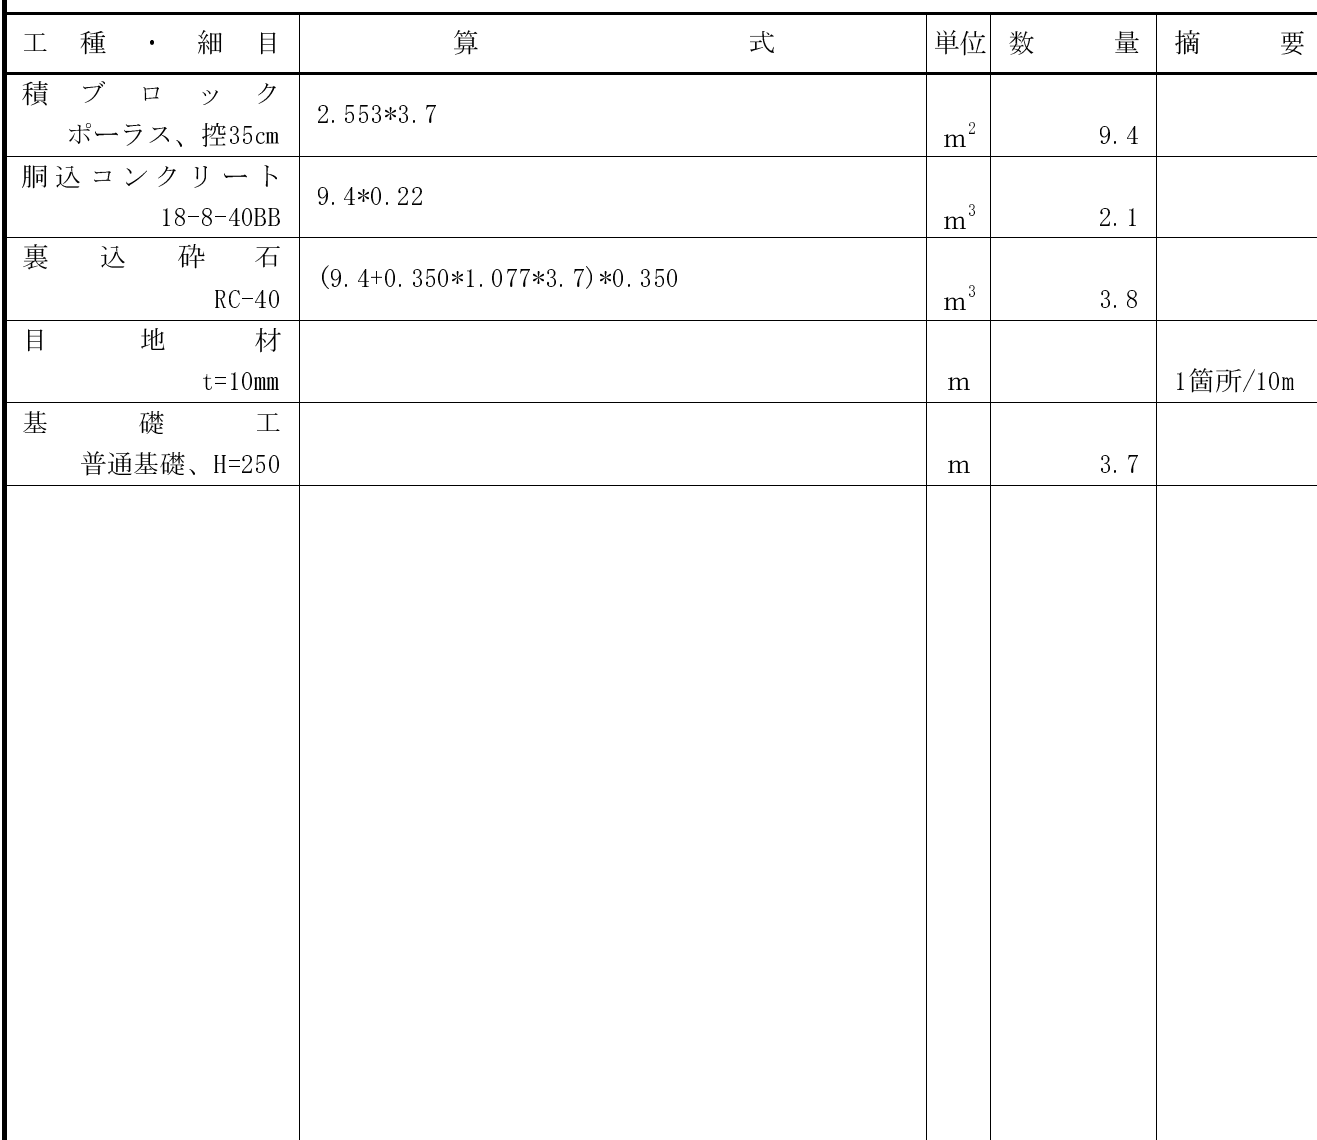 工種・細目 算式 単位 数量 摘要
積ブロック
ポーラス、控35cm 2.553*3.7 m² 9.4
胴込コンクリート
18-8-40BB 9.4*0.22 m³ 2.1
裏込砕石
RC-40 (9.4+0.350*1.077*3.7)*0.350 m³ 3.8
目地材
t=10mm m 1箇所/10m
基礎工
普通基礎、H=250 m 3.7